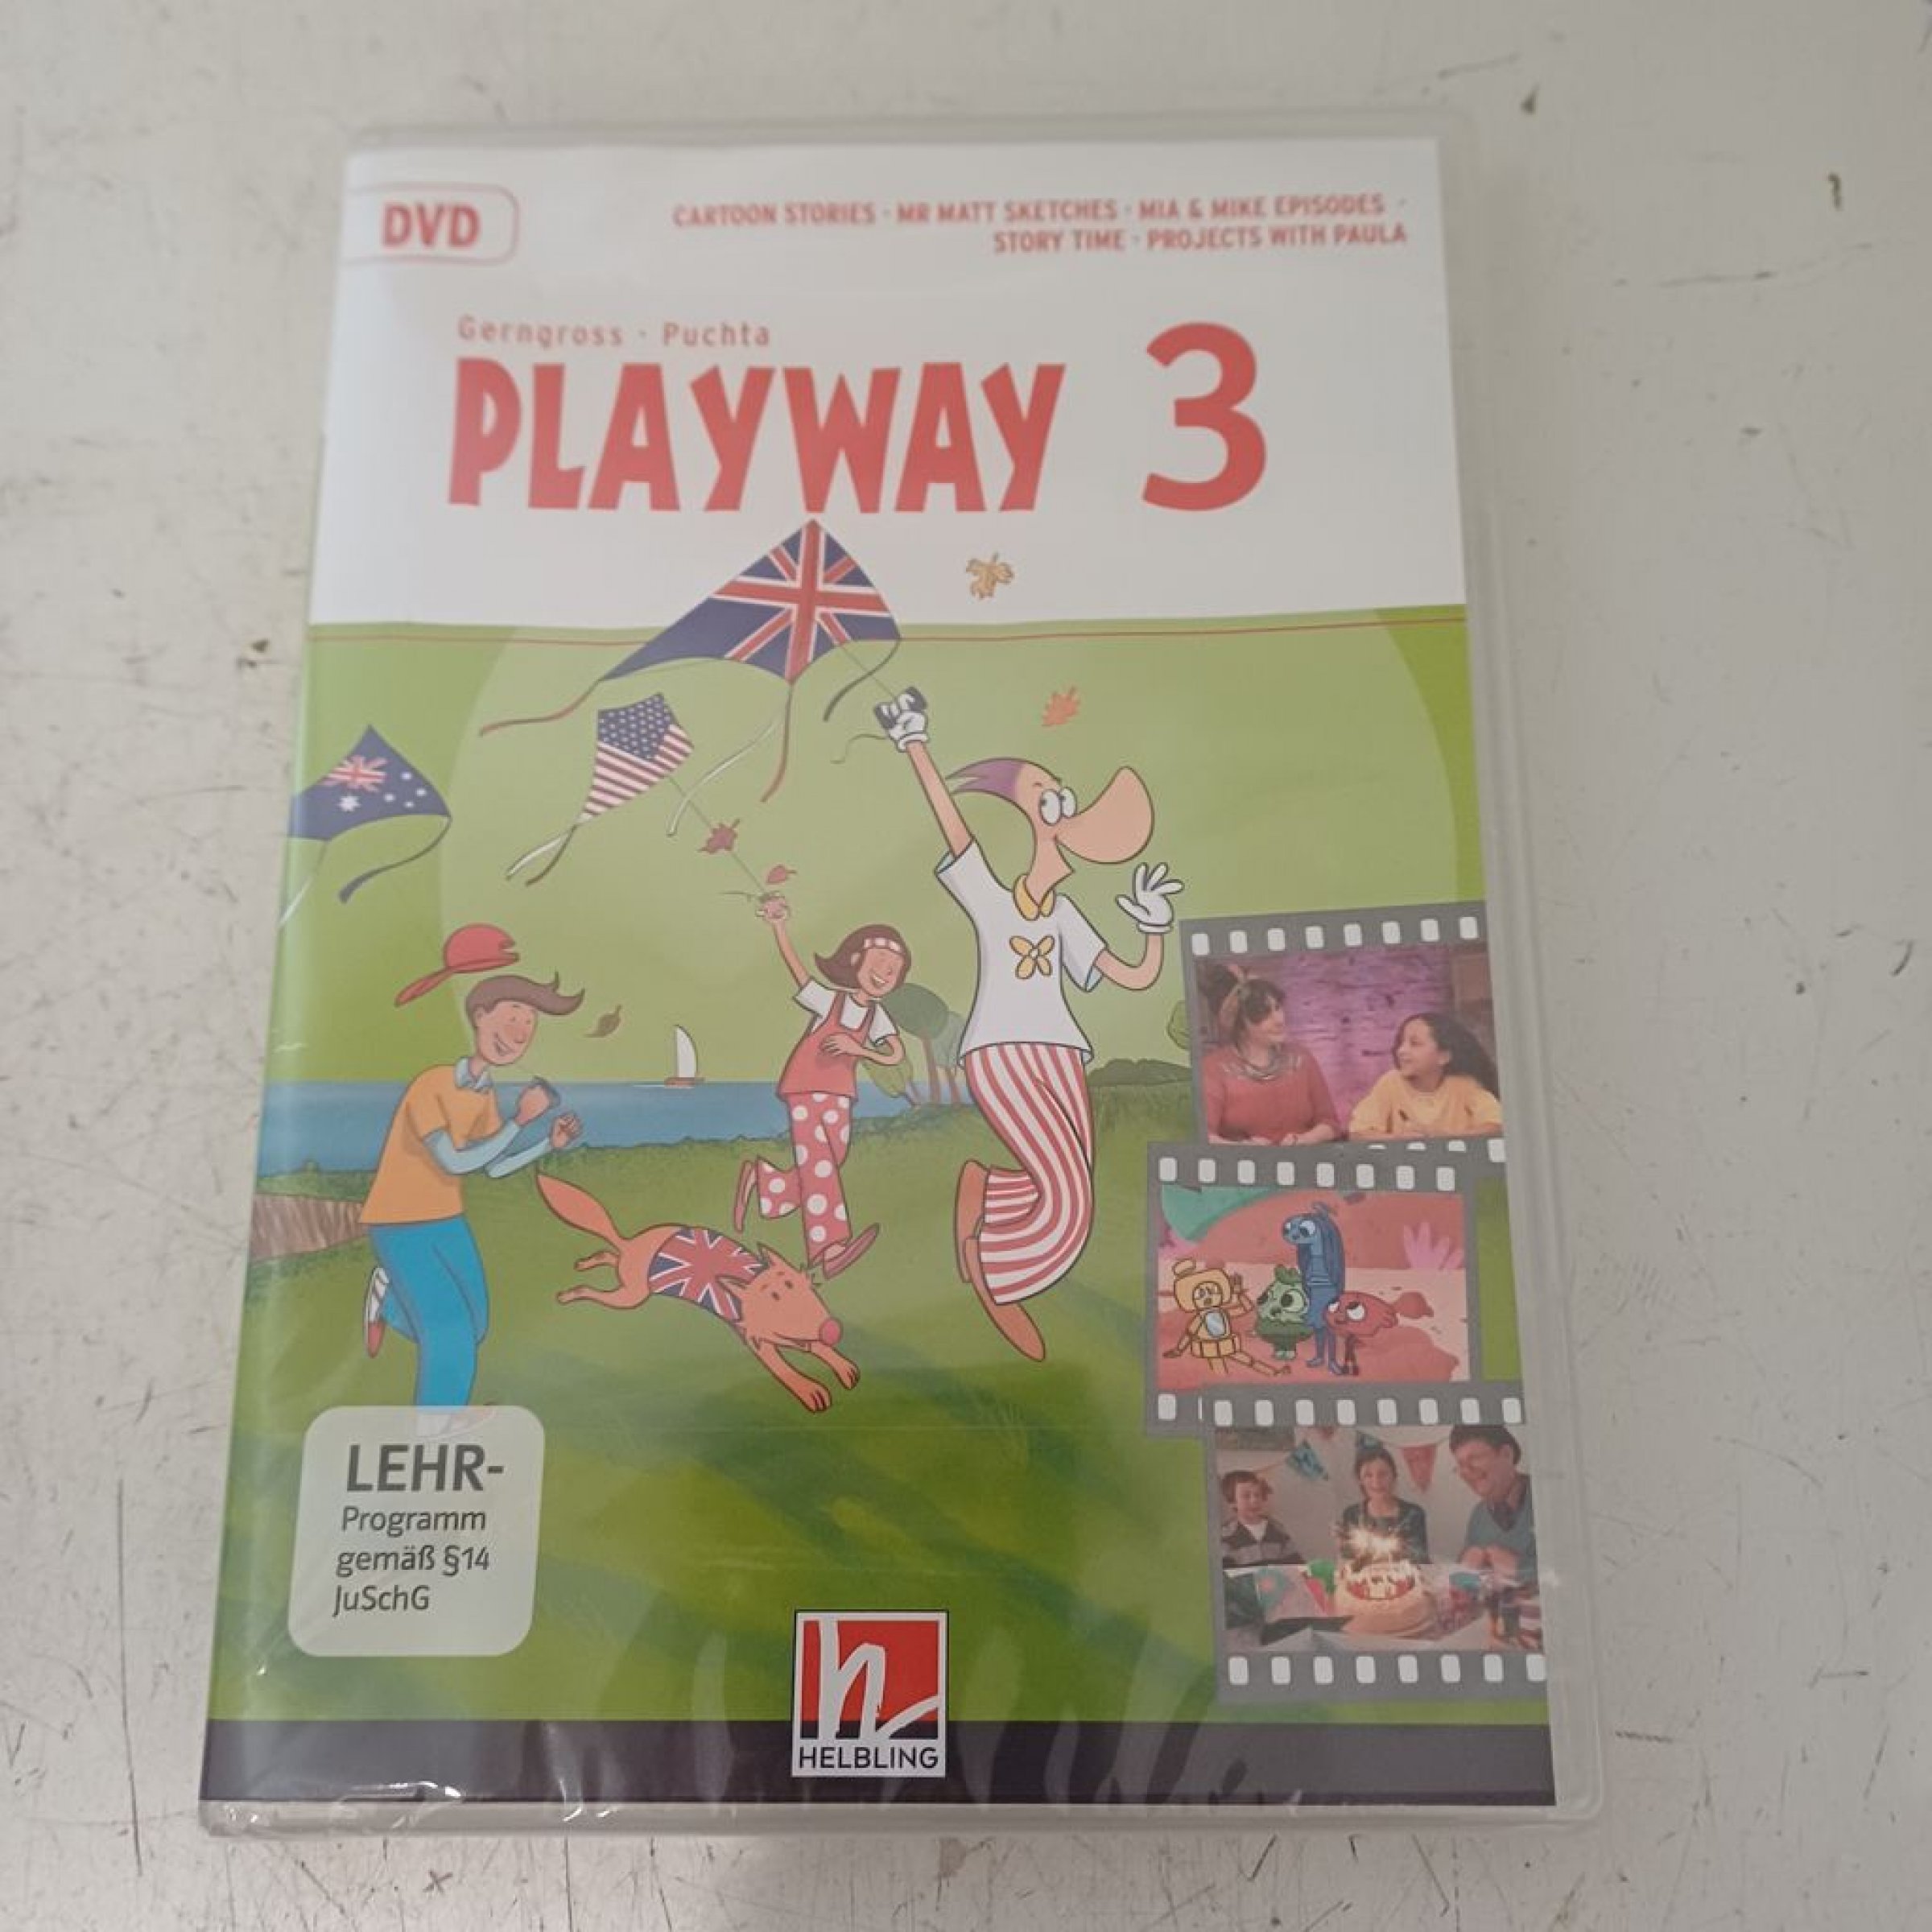 DVD
CARTOON STORIES · MR MATT SKETCHES · MIA & MIKE EPISODES ·
STORY TIME · PROJECTS WITH PAULA
Gerngross · Puchta
PLAYWAY 3
LEHR-
Programm
gemäß §14
JuSchG
HELBLING